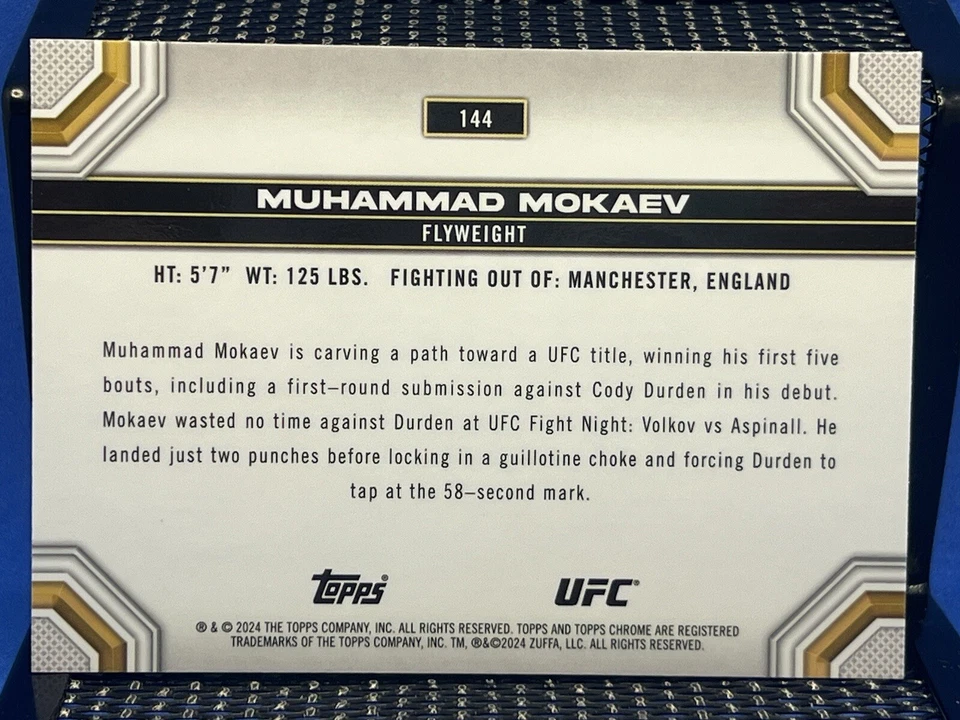 144
MUHAMMAD MOKAEV
FLYWEIGHT
HT: 5'7" WT: 125 LBS. FIGHTING OUT OF: MANCHESTER, ENGLAND
Muhammad Mokaev is carving a path toward a UFC title, winning his first five
bouts, including a first–round submission against Cody Durden in his debut.
Mokaev wasted no time against Durden at UFC Fight Night: Volkov vs Aspinall. He
landed just two punches before locking in a guillotine choke and forcing Durden to
tap at the 58–second mark.
Topps® UFC®
® & © 2024 THE TOPPS COMPANY, INC. ALL RIGHTS RESERVED. TOPPS AND TOPPS CHROME ARE REGISTERED
TRADEMARKS OF THE TOPPS COMPANY, INC. TM, ®&©2024 ZUFFA, LLC. ALL RIGHTS RESERVED.